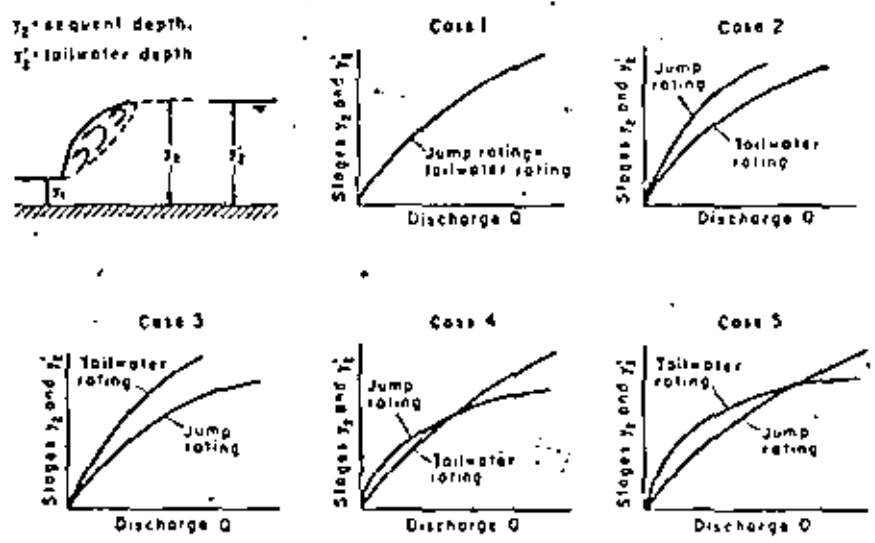 y₂ = sequent depth.
y₂' = tailwater depth
y₁
y₂
y₂'
Case 1
Stages y₂ and y₂'
Jump rating =
tailwater rating
Discharge Q
Case 2
Stages y₂ and y₂'
Jump
rating
Tailwater
rating
Discharge Q
Case 3
Stages y₂ and y₂'
Tailwater
rating
Jump
rating
Discharge Q
Case 4
Stages y₂ and y₂'
Jump
rating
Tailwater
rating
Discharge Q
Case 5
Stages y₂ and y₂'
Tailwater
rating
Jump
rating
Discharge Q